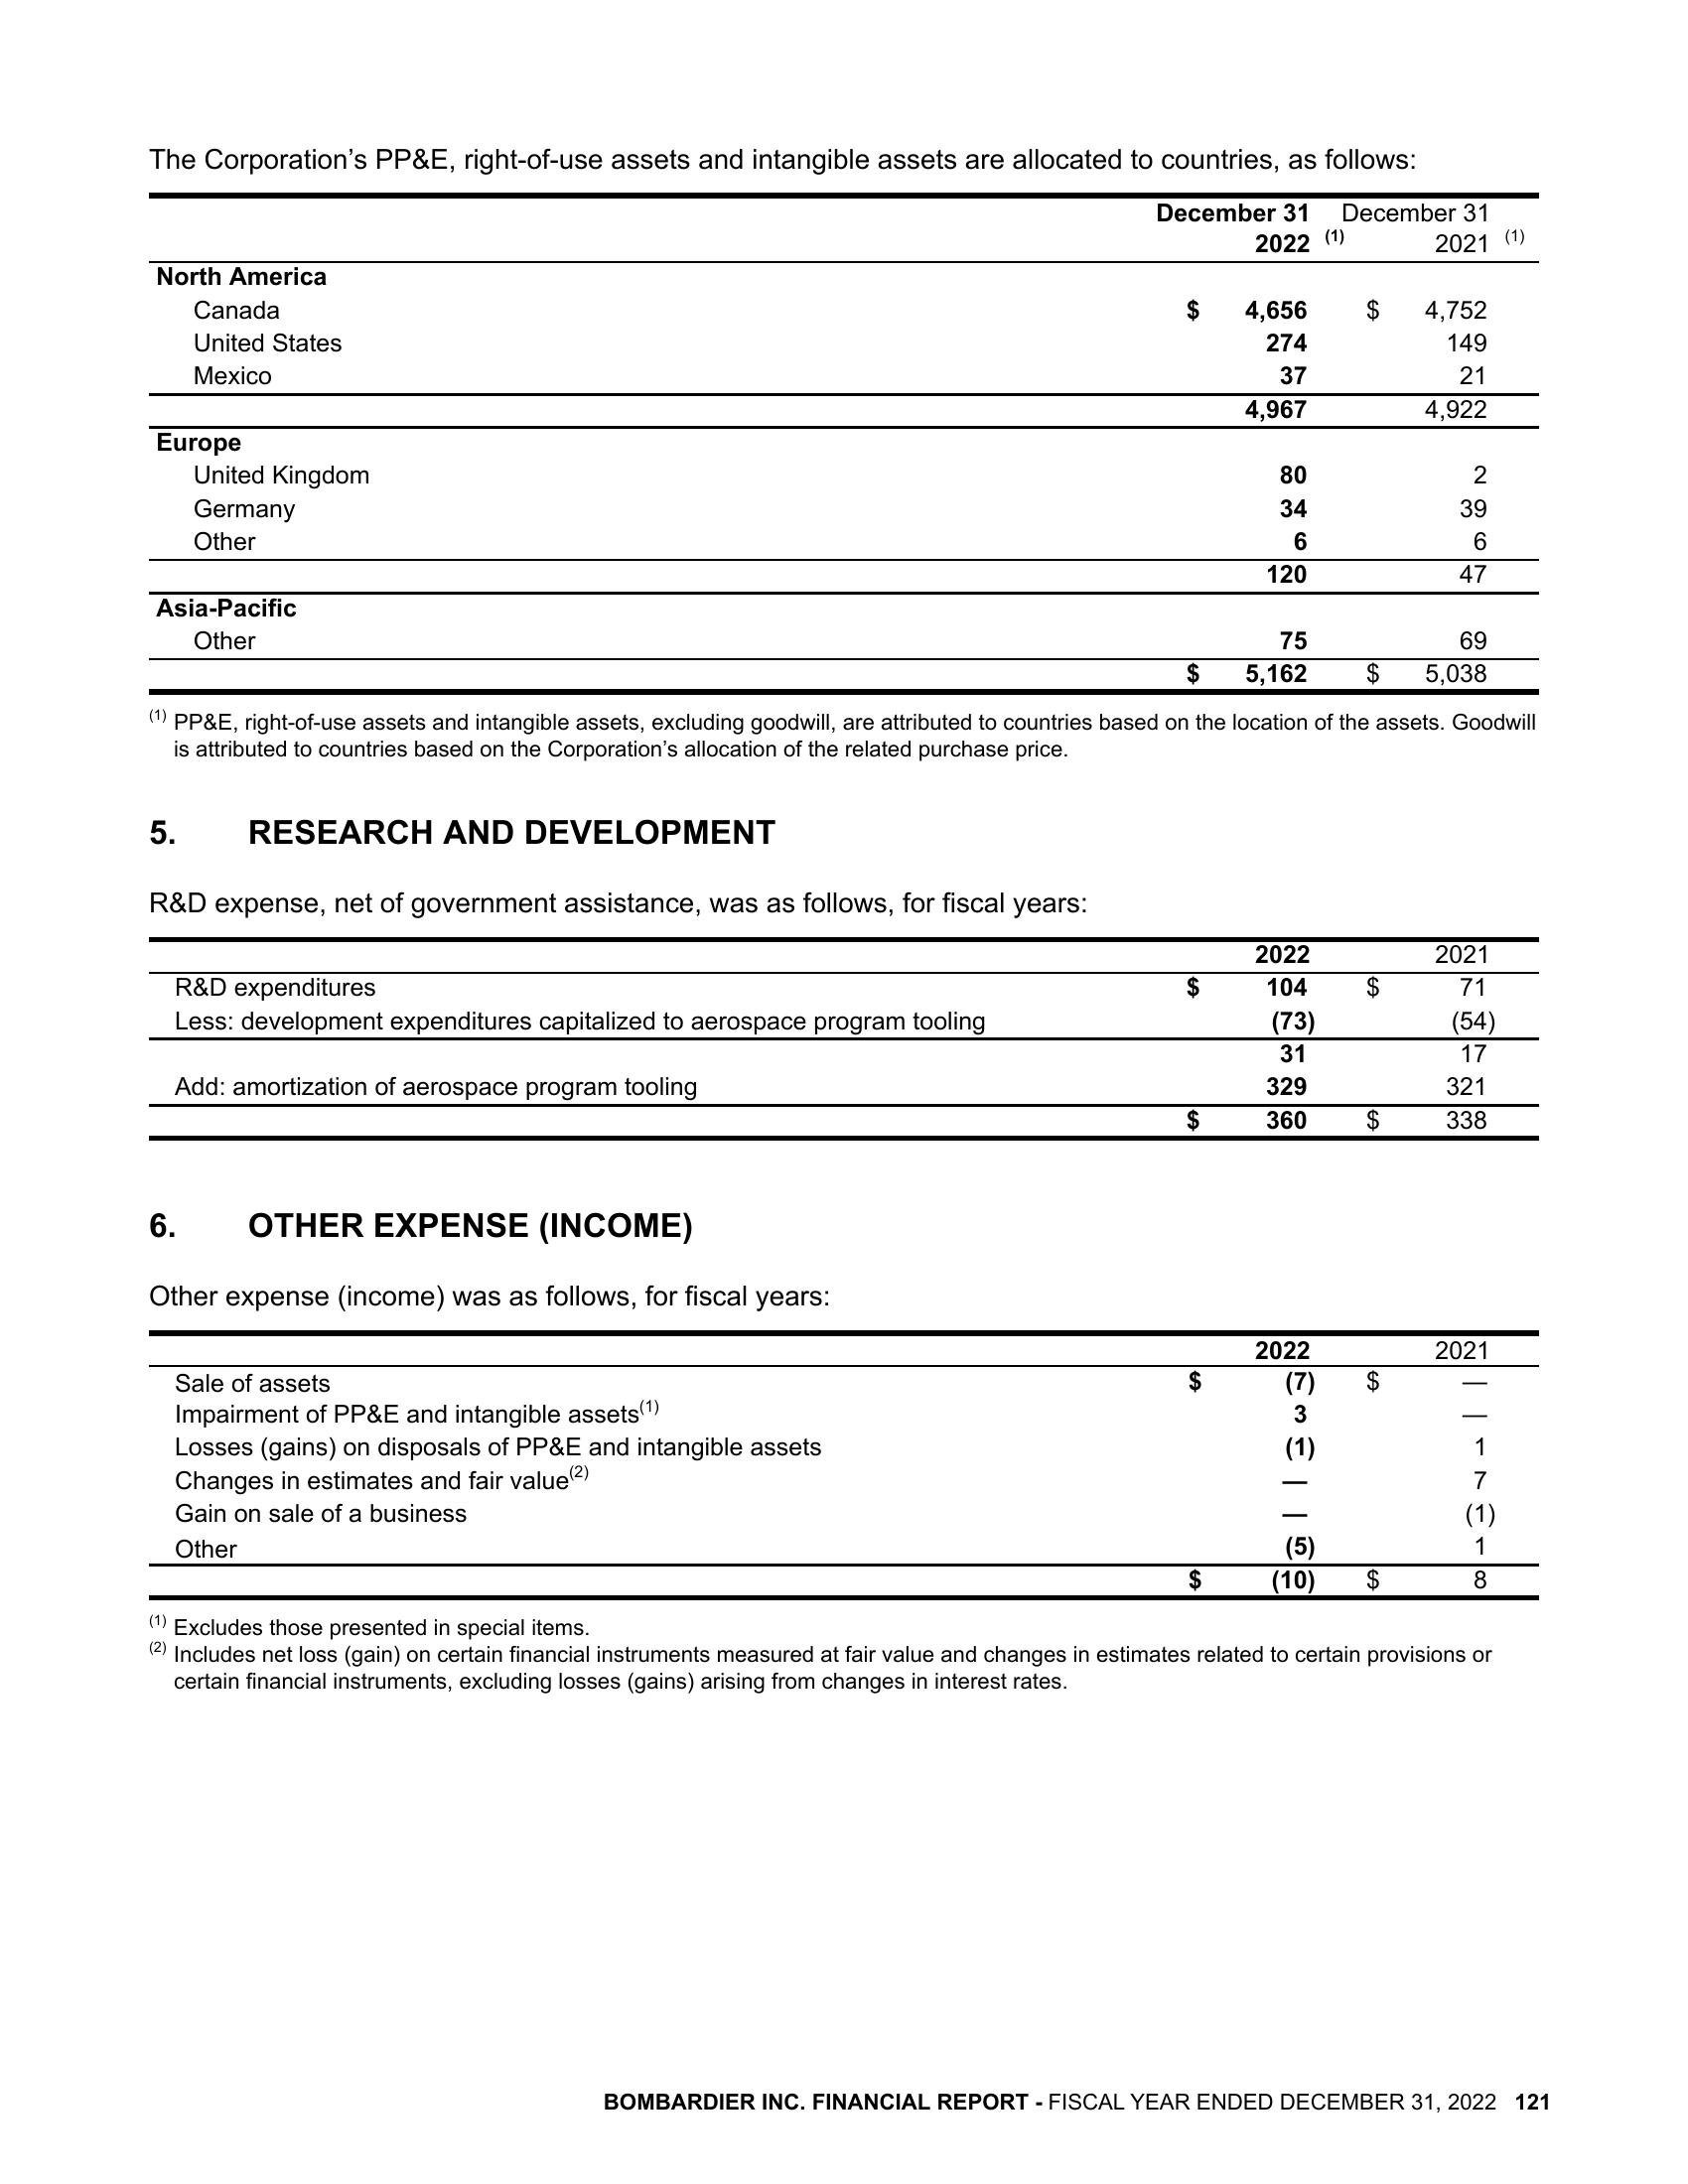 The Corporation’s PP&E, right-of-use assets and intangible assets are allocated to countries, as follows:
December 31 December 31
2022 (1) 2021 (1)
North America
Canada $ 4,656 $ 4,752
United States 274 149
Mexico 37 21
4,967 4,922
Europe
United Kingdom 80 2
Germany 34 39
Other 6 6
120 47
Asia-Pacific
Other 75 69
$ 5,162 $ 5,038
(1) PP&E, right-of-use assets and intangible assets, excluding goodwill, are attributed to countries based on the location of the assets. Goodwill
is attributed to countries based on the Corporation’s allocation of the related purchase price.
5. RESEARCH AND DEVELOPMENT
R&D expense, net of government assistance, was as follows, for fiscal years:
2022 2021
R&D expenditures $ 104 $ 71
Less: development expenditures capitalized to aerospace program tooling (73) (54)
31 17
Add: amortization of aerospace program tooling 329 321
$ 360 $ 338
6. OTHER EXPENSE (INCOME)
Other expense (income) was as follows, for fiscal years:
2022 2021
Sale of assets $ (7) $ —
Impairment of PP&E and intangible assets(1) 3 —
Losses (gains) on disposals of PP&E and intangible assets (1) 1
Changes in estimates and fair value(2) — 7
Gain on sale of a business — (1)
Other (5) 1
$ (10) $ 8
(1) Excludes those presented in special items.
(2) Includes net loss (gain) on certain financial instruments measured at fair value and changes in estimates related to certain provisions or
certain financial instruments, excluding losses (gains) arising from changes in interest rates.
BOMBARDIER INC. FINANCIAL REPORT - FISCAL YEAR ENDED DECEMBER 31, 2022 121